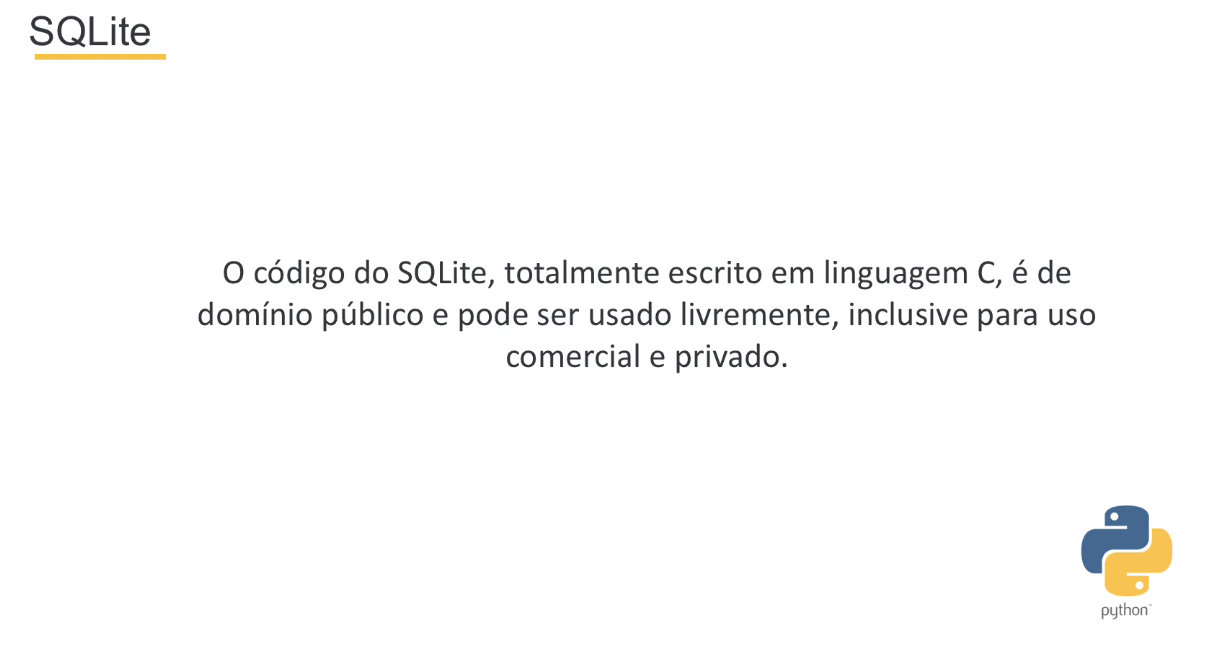 SQLite
O código do SQLite, totalmente escrito em linguagem C, é de
domínio público e pode ser usado livremente, inclusive para uso
comercial e privado.
python™